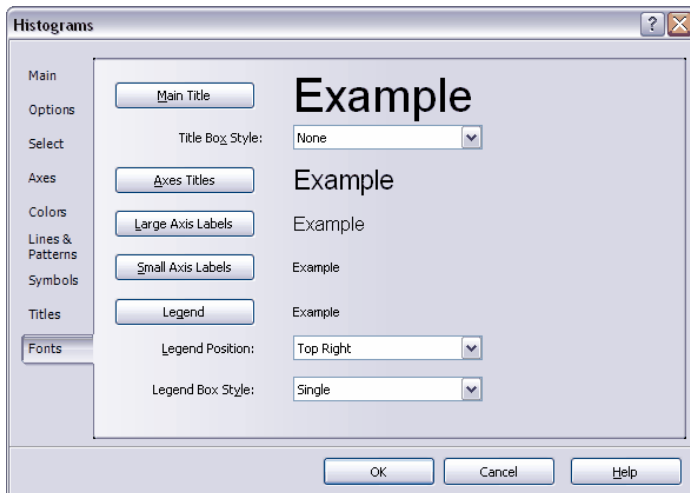 Histograms
Main
Options
Select
Axes
Colors
Lines &
Patterns
Symbols
Titles
Fonts
Main Title
Example
Title Box Style:
None
Axes Titles
Example
Large Axis Labels
Example
Small Axis Labels
Example
Legend
Example
Legend Position:
Top Right
Legend Box Style:
Single
OK
Cancel
Help